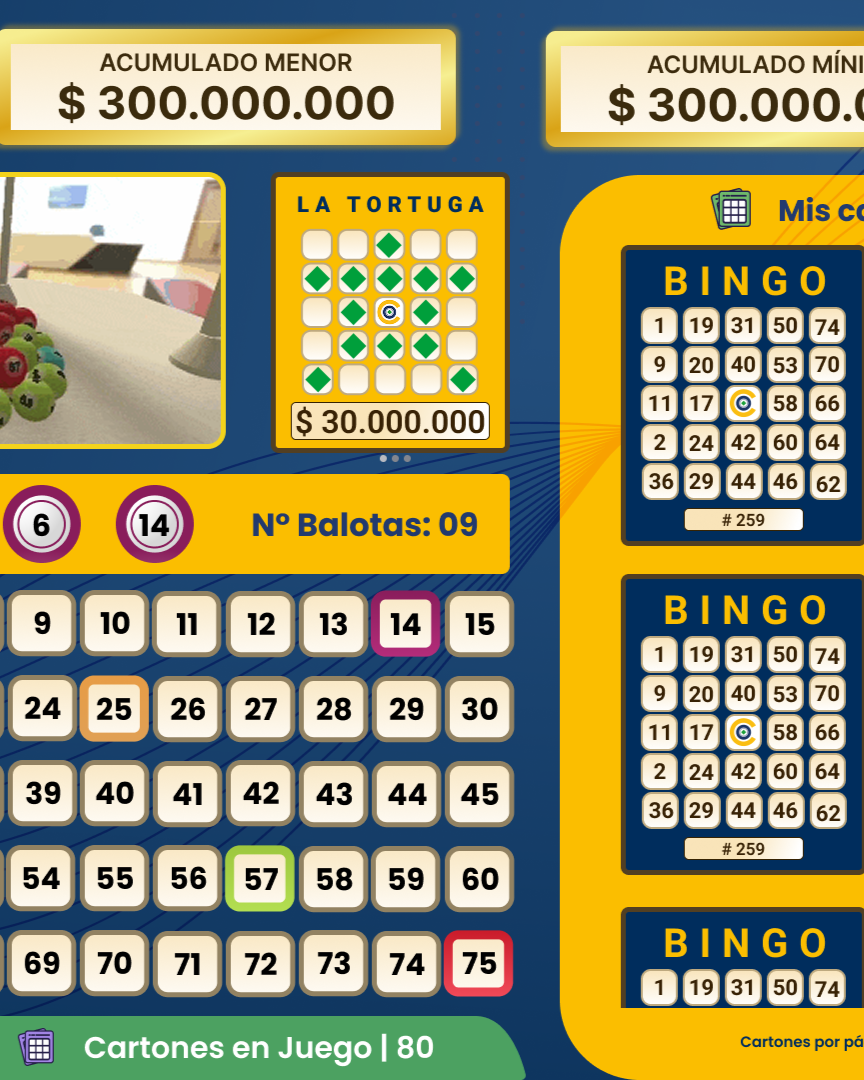 ACUMULADO MENOR
$ 300.000.000
ACUMULADO MÍNI
$ 300.000.0
LA TORTUGA
$ 30.000.000
6 14 Nº Balotas: 09
9 10 11 12 13 14 15
24 25 26 27 28 29 30
39 40 41 42 43 44 45
54 55 56 57 58 59 60
69 70 71 72 73 74 75
Cartones en Juego | 80
Mis ca
BINGO
1 19 31 50 74
9 20 40 53 70
11 17 58 66
2 24 42 60 64
36 29 44 46 62
# 259
BINGO
1 19 31 50 74
9 20 40 53 70
11 17 58 66
2 24 42 60 64
36 29 44 46 62
# 259
BINGO
1 19 31 50 74
Cartones por pá